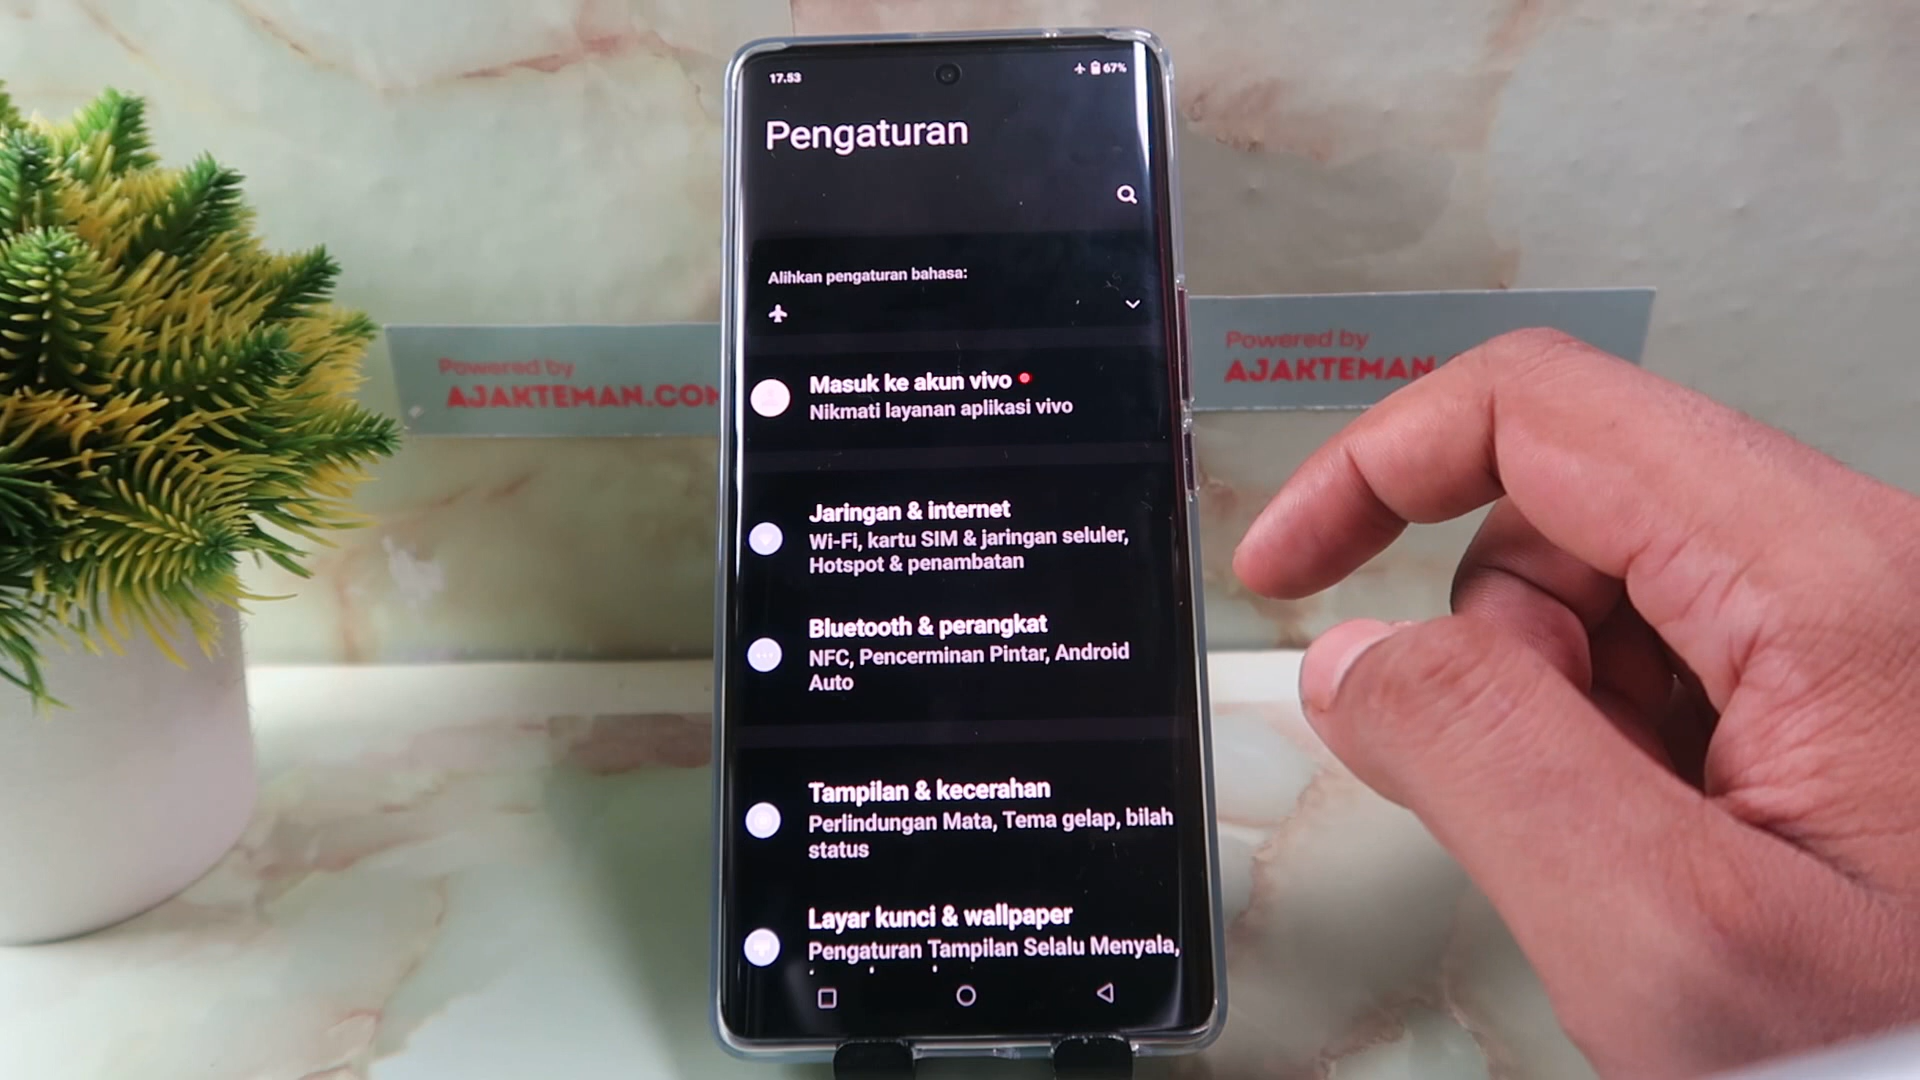 17.53
67%
Pengaturan
Alihkan pengaturan bahasa:
Powered by
AJAKTEMAN.COM
Powered by
AJAKTEMAN
Masuk ke akun vivo
Nikmati layanan aplikasi vivo
Jaringan & internet
Wi-Fi, kartu SIM & jaringan seluler,
Hotspot & penambatan
Bluetooth & perangkat
NFC, Pencerminan Pintar, Android
Auto
Tampilan & kecerahan
Perlindungan Mata, Tema gelap, bilah
status
Layar kunci & wallpaper
Pengaturan Tampilan Selalu Menyala,